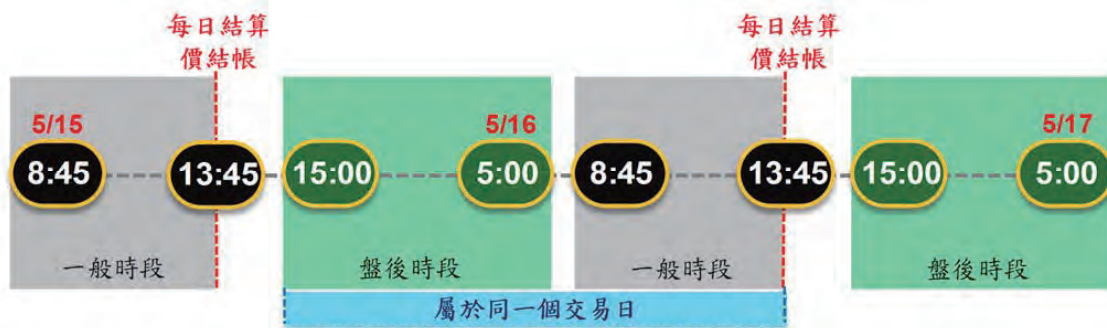 每日結算
價結帳
每日結算
價結帳
5/15
5/16
5/17
8:45
13:45
15:00
5:00
8:45
13:45
15:00
5:00
一般時段
盤後時段
一般時段
盤後時段
屬於同一個交易日